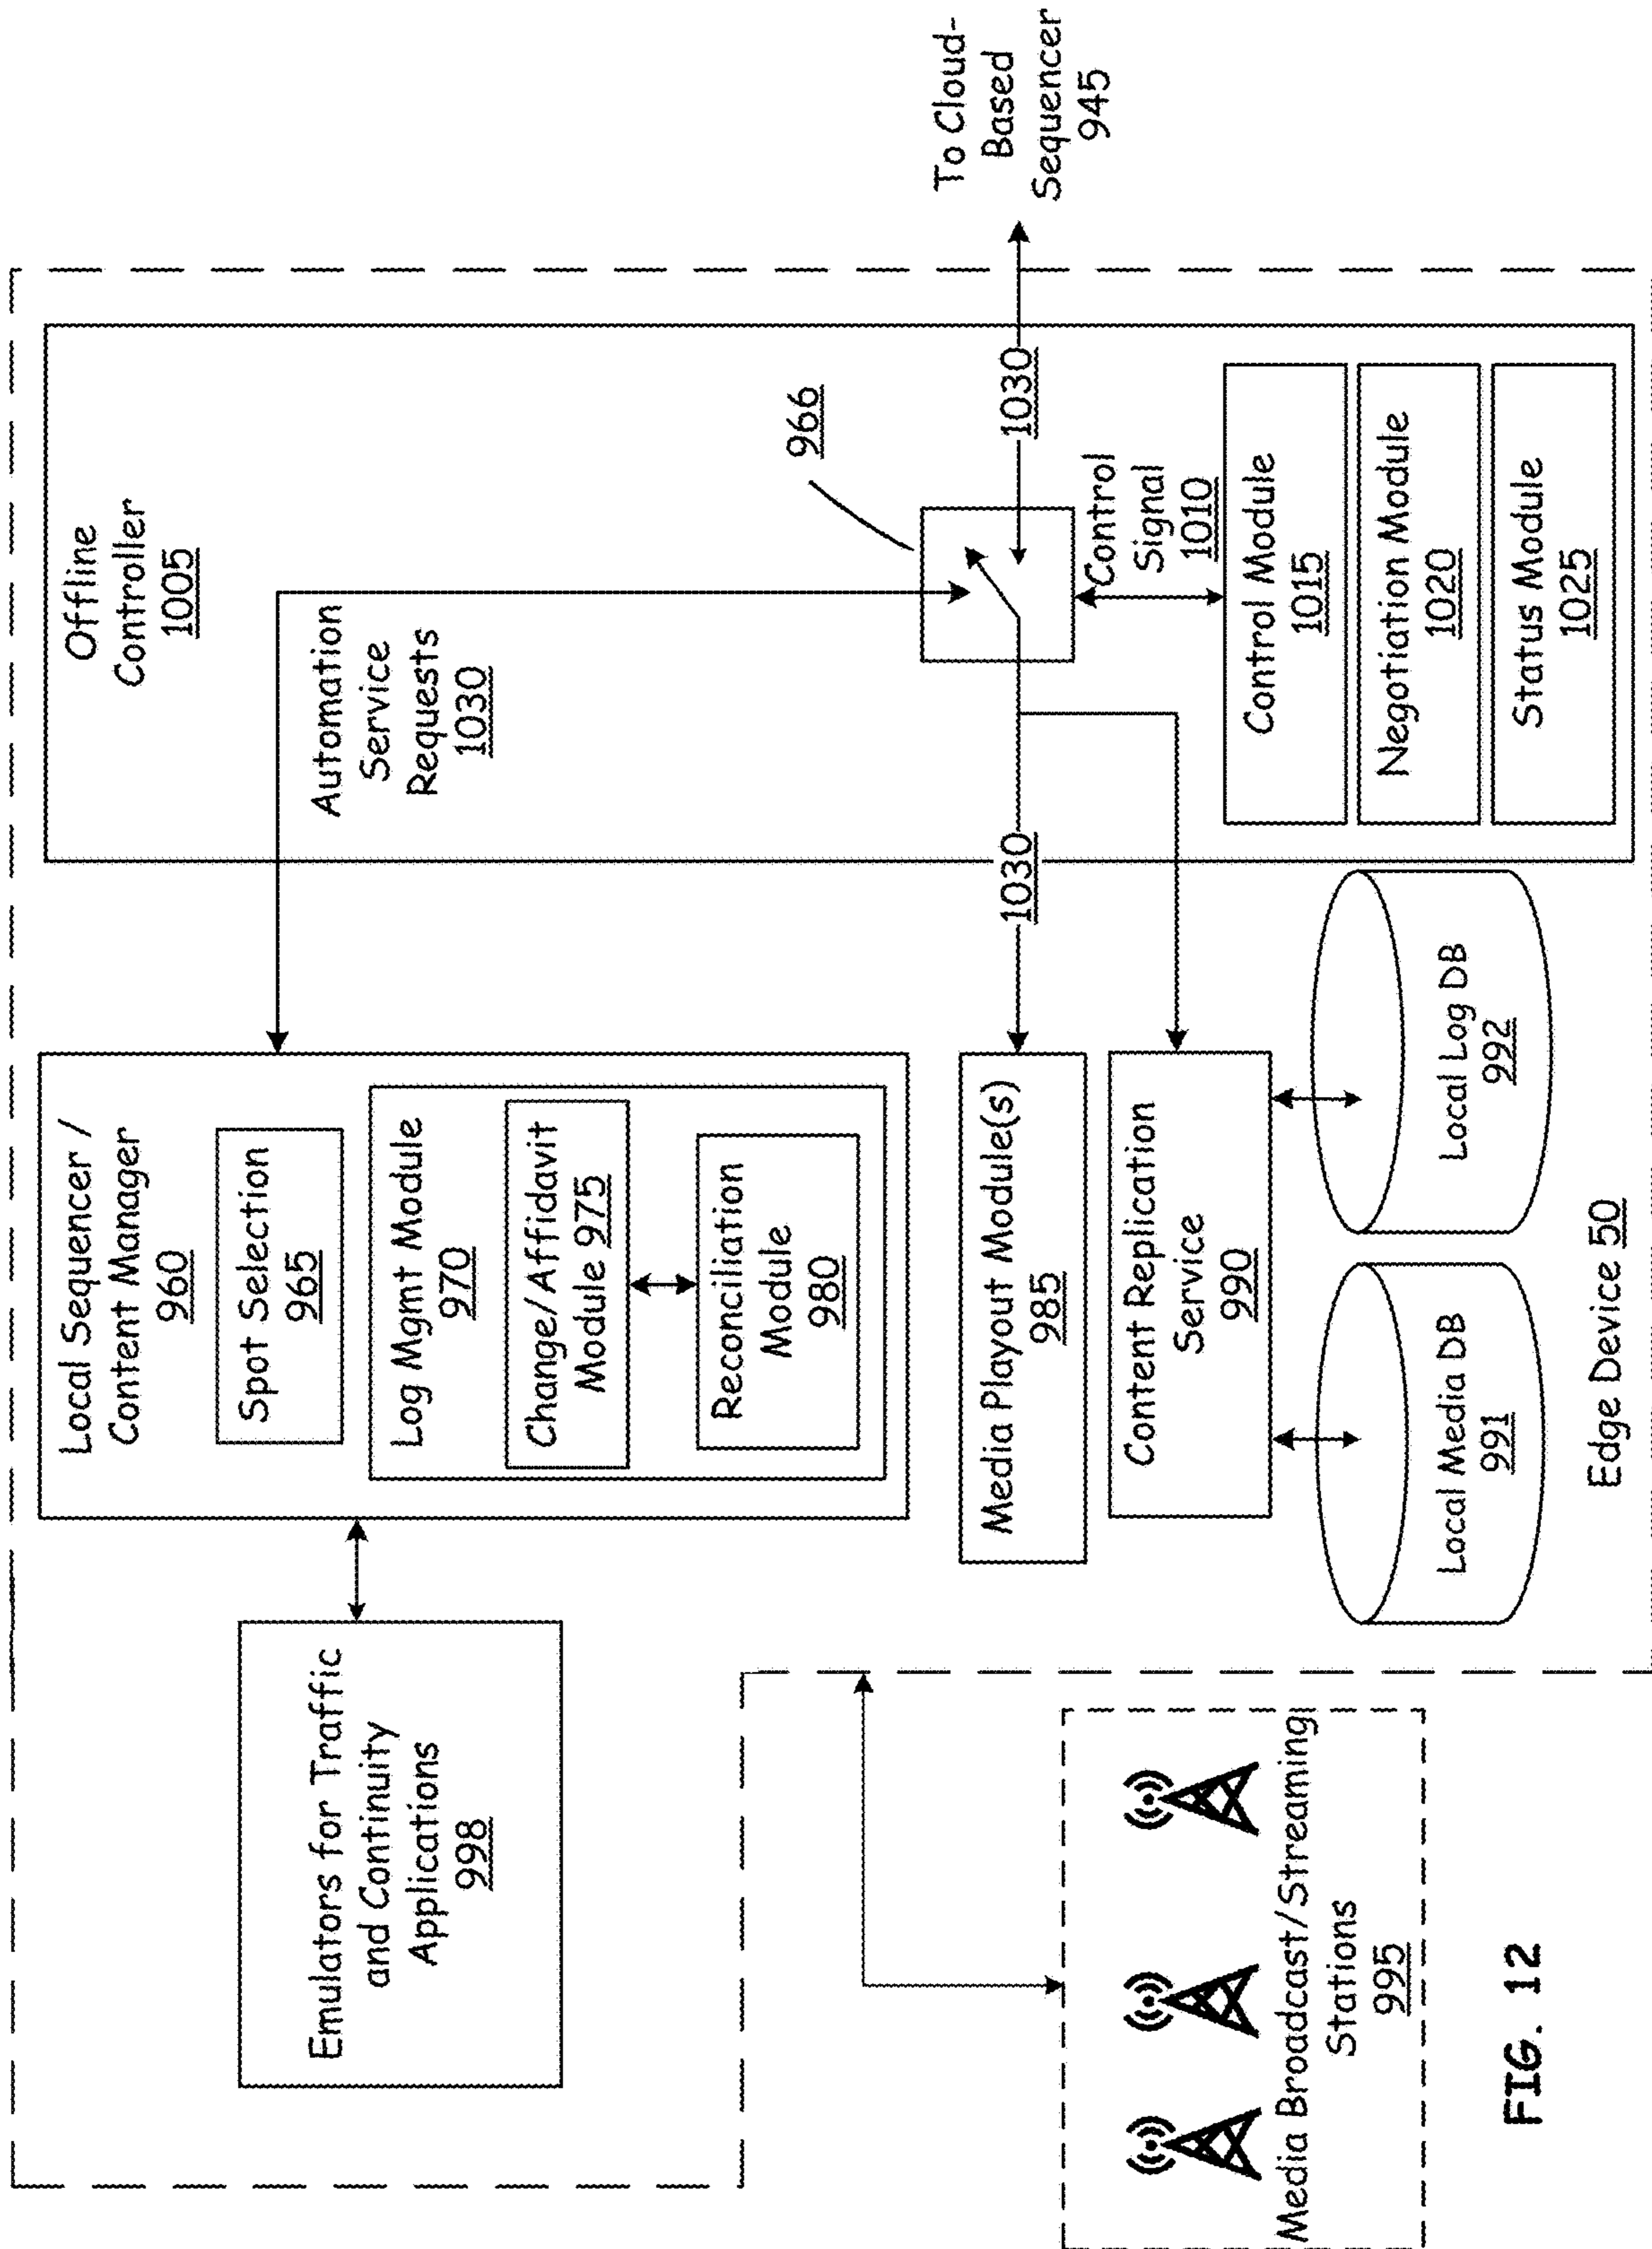 Emulators for Traffic
and Continuity
Applications
998
Local Sequencer /
Content Manager
960
Spot Selection
965
Log Mgmt Module
970
Change/Affidavit
Module 975
Reconciliation
Module
980
Offline
Controller
1005
Automation
Service
Requests
1030
966
1030
1030
To Cloud-
Based
Sequencer
945
Control
Signal
1010
Control Module
1015
Negotiation Module
1020
Status Module
1025
Media Playout Module(s)
985
Content Replication
Service
990
Local Media DB
991
Local Log DB
992
Edge Device 50
Media Broadcast/Streaming
Stations
995
FIG. 12